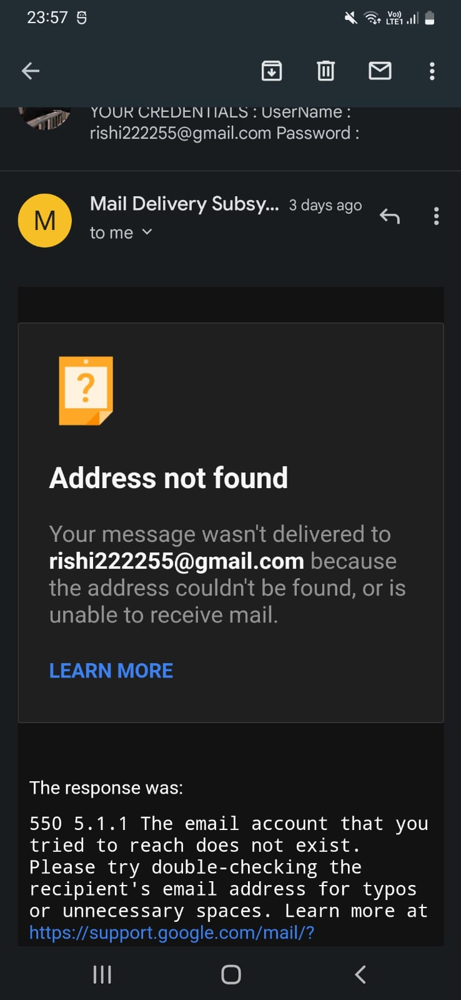 23:57
Vo))
LTE1
YOUR CREDENTIALS : UserName :
rishi222255@gmail.com Password :
M
Mail Delivery Subsy... 3 days ago
to me
?
Address not found
Your message wasn't delivered to
rishi222255@gmail.com because
the address couldn't be found, or is
unable to receive mail.
LEARN MORE
The response was:
550 5.1.1 The email account that you
tried to reach does not exist.
Please try double-checking the
recipient's email address for typos
or unnecessary spaces. Learn more at
https://support.google.com/mail/?